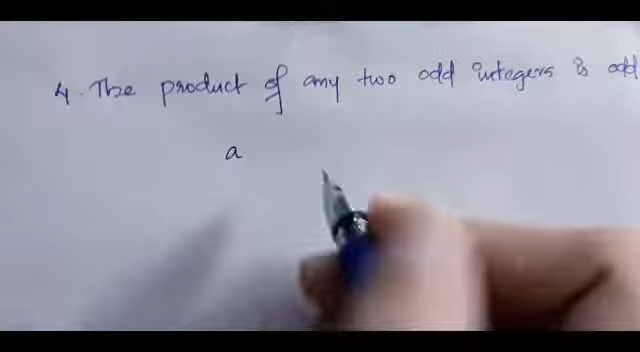 4. The product of any two odd integers is odd
a